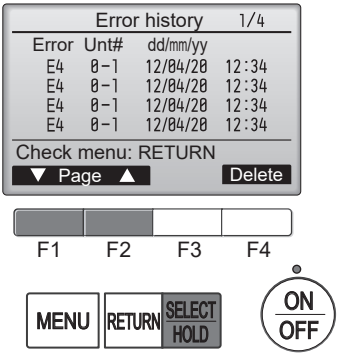 Error history 1/4
Error Unt# dd/mm/yy
E4 0-1 12/04/20 12:34
E4 0-1 12/04/20 12:34
E4 0-1 12/04/20 12:34
E4 0-1 12/04/20 12:34
Check menu: RETURN
▼ Page ▲ Delete
F1 F2 F3 F4
MENU RETURN SELECT HOLD ON OFF